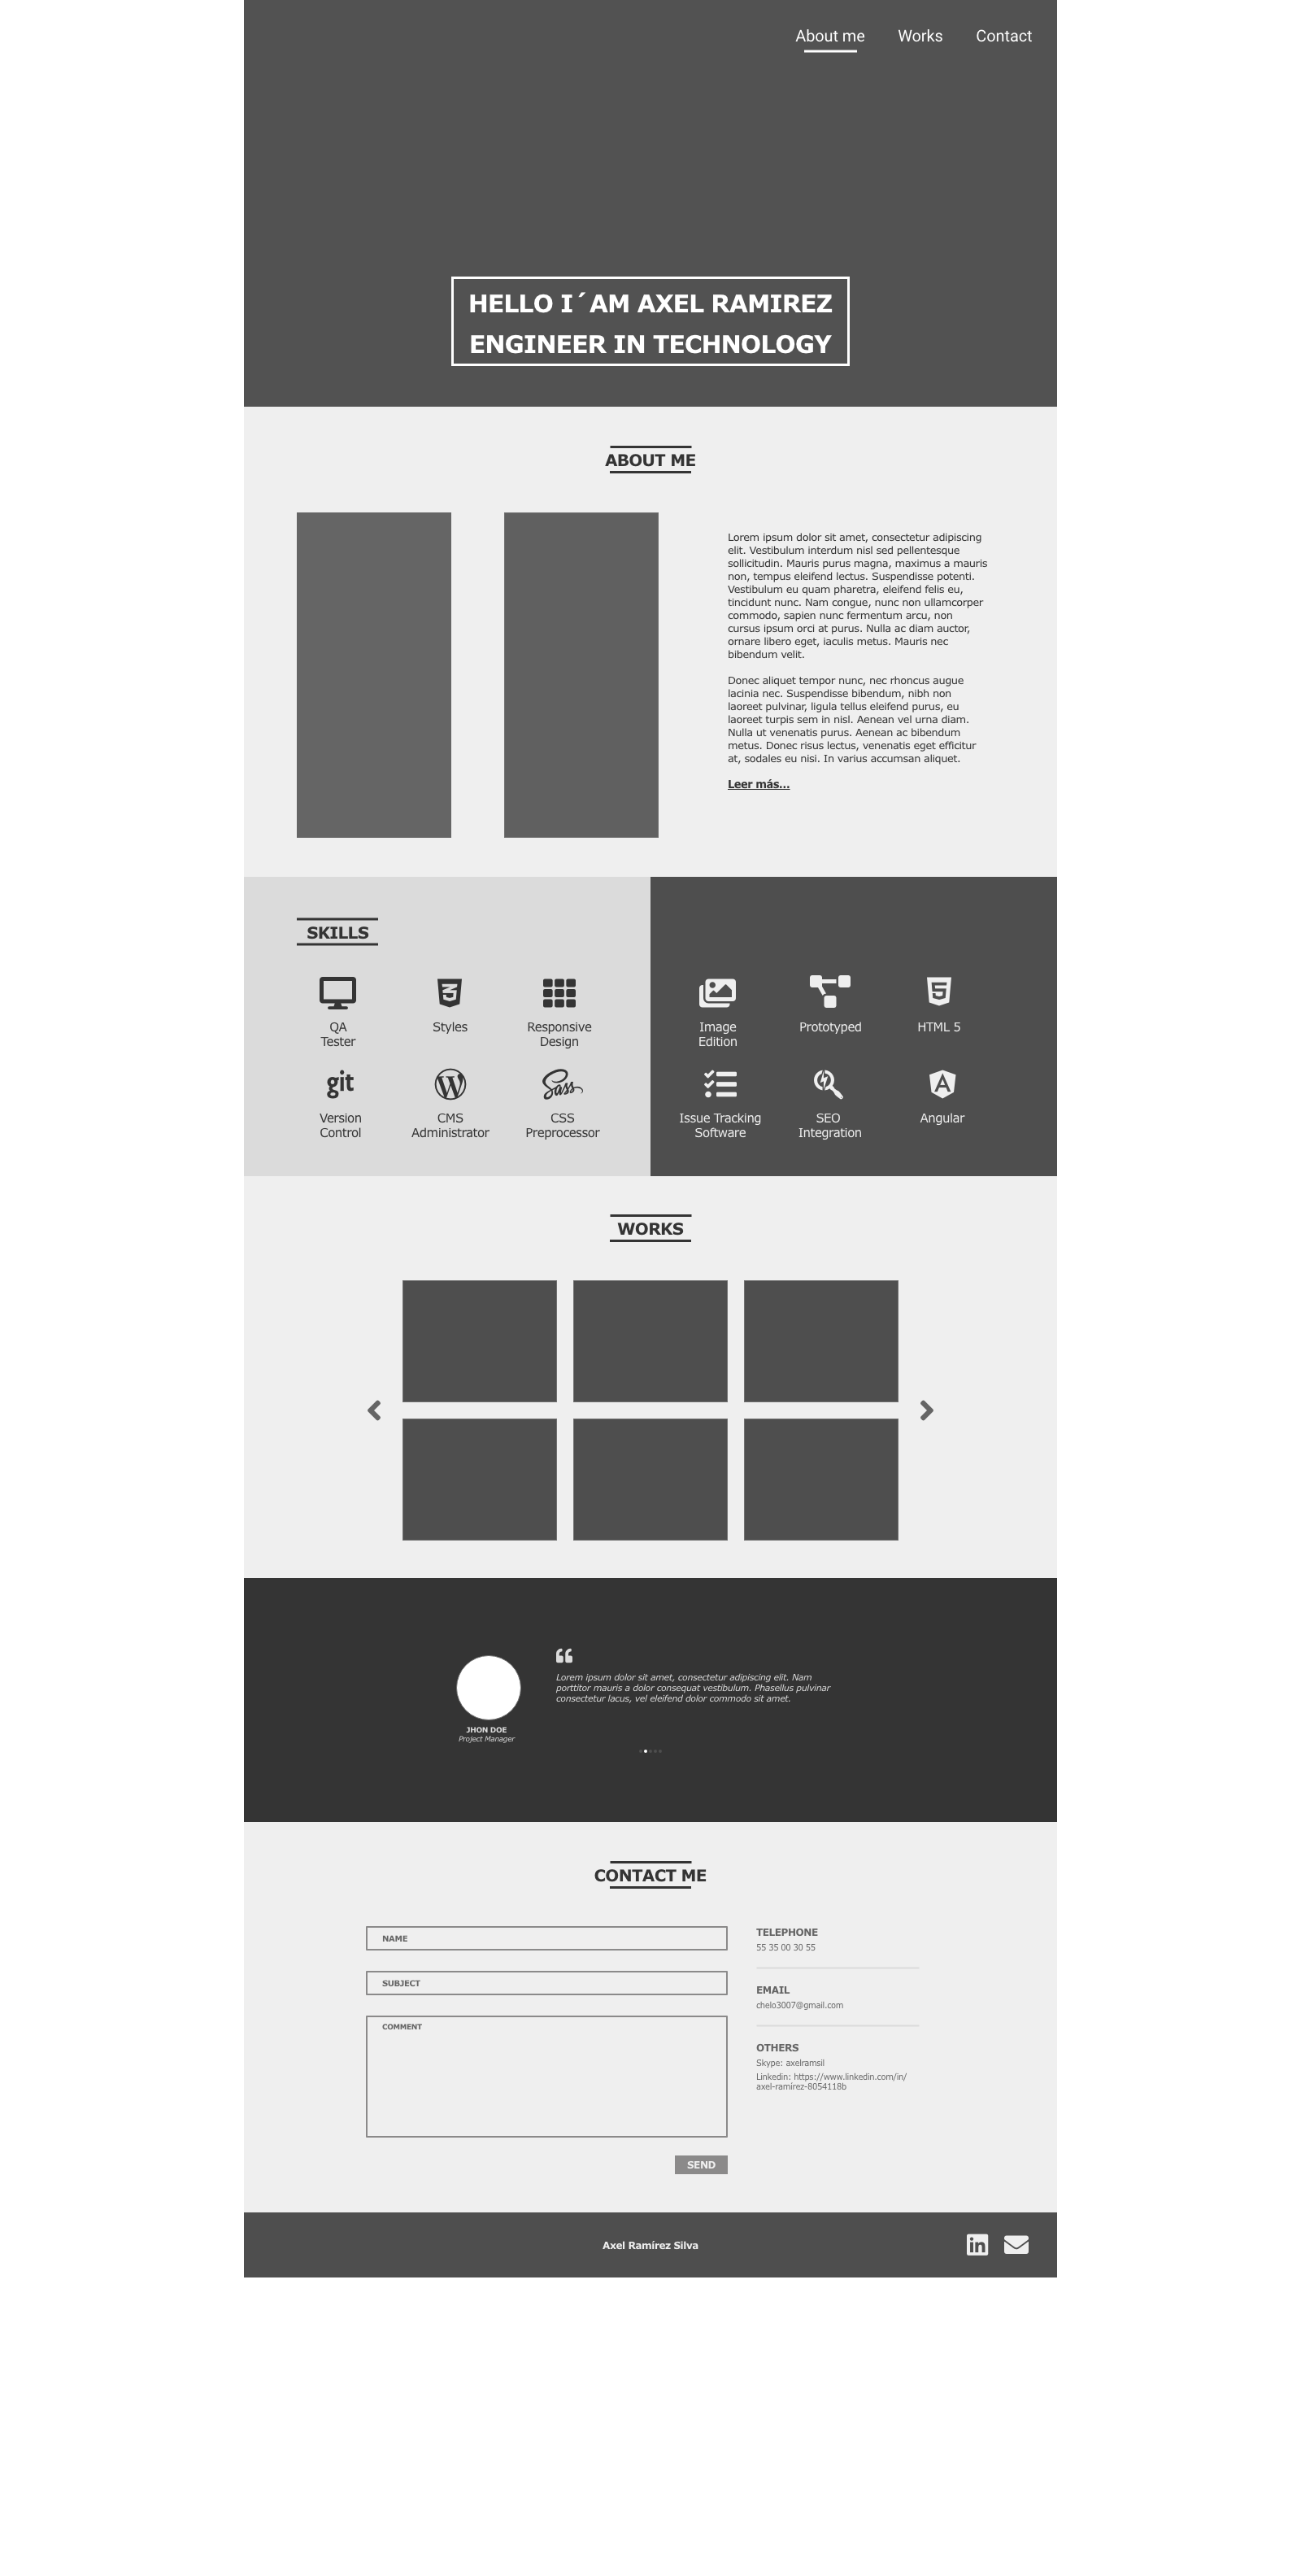 About me Works Contact
HELLO I´AM AXEL RAMIREZ
ENGINEER IN TECHNOLOGY
ABOUT ME
Lorem ipsum dolor sit amet, consectetur adipiscing
elit. Vestibulum interdum nisl sed pellentesque
sollicitudin. Mauris purus magna, maximus a mauris
non, tempus eleifend lectus. Suspendisse potenti.
Vestibulum eu quam pharetra, eleifend felis eu,
tincidunt nunc. Nam congue, nunc non ullamcorper
commodo, sapien nunc fermentum arcu, non
cursus ipsum orci at purus. Nulla ac diam auctor,
ornare libero eget, iaculis metus. Mauris nec
bibendum velit.
Donec aliquet tempor nunc, nec rhoncus augue
lacinia nec. Suspendisse bibendum, nibh non
laoreet pulvinar, ligula tellus eleifend purus, eu
laoreet turpis sem in nisl. Aenean vel urna diam.
Nulla ut venenatis purus. Aenean ac bibendum
metus. Donec risus lectus, venenatis eget efficitur
at, sodales eu nisi. In varius accumsan aliquet.
Leer más...
SKILLS
QA
Tester
Styles
Responsive
Design
git
Version
Control
CMS
Administrator
Sass
CSS
Preprocessor
Image
Edition
Prototyped
5
HTML 5
Issue Tracking
Software
SEO
Integration
Angular
WORKS
Lorem ipsum dolor sit amet, consectetur adipiscing elit. Nam
porttitor mauris a dolor consequat vestibulum. Phasellus pulvinar
consectetur lacus, vel eleifend dolor commodo sit amet.
JHON DOE
Project Manager
CONTACT ME
NAME
SUBJECT
COMMENT
SEND
TELEPHONE
55 35 00 30 55
EMAIL
chelo3007@gmail.com
OTHERS
Skype: axelramsil
Linkedin: https://www.linkedin.com/in/
axel-ramírez-8054118b
Axel Ramírez Silva
in